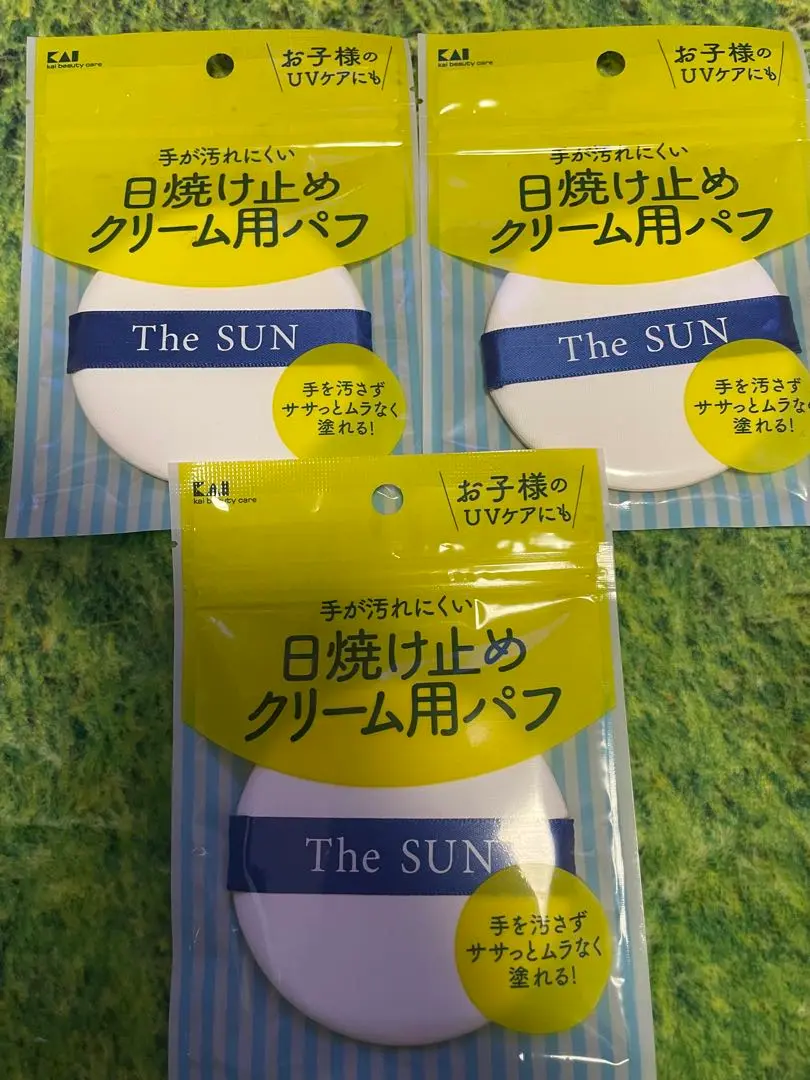 KAI
kai beauty care
お子様の
UVケアにも
手が汚れにくい
日焼け止め
クリーム用パフ
The SUN
手を汚さず
ササっとムラなく
塗れる!
KAI
kai beauty care
お子様の
UVケアにも
手が汚れにくい
日焼け止め
クリーム用パフ
The SUN
手を汚さず
ササっとムラなく
塗れる!
KAI
kai beauty care
お子様の
UVケアにも
手が汚れにくい
日焼け止め
クリーム用パフ
The SUN
手を汚さず
ササっとムラなく
塗れる!